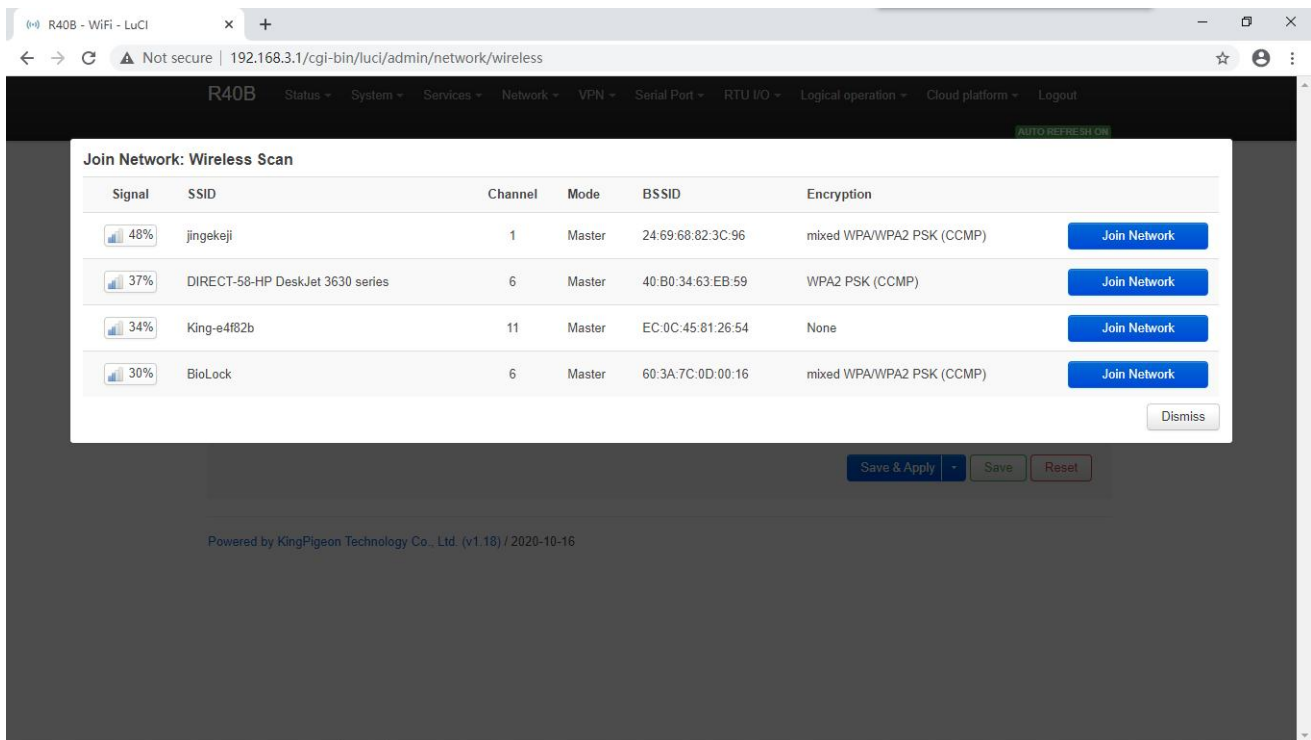 R40B - WiFi - LuCI
Not secure | 192.168.3.1/cgi-bin/luci/admin/network/wireless
R40B Status System Services Network VPN Serial Port RTU I/O Logical operation Cloud platform Logout
AUTO REFRESH ON
Join Network: Wireless Scan
Signal SSID Channel Mode BSSID Encryption
48% jingekeji 1 Master 24:69:68:82:3C:96 mixed WPA/WPA2 PSK (CCMP) Join Network
37% DIRECT-58-HP DeskJet 3630 series 6 Master 40:B0:34:63:EB:59 WPA2 PSK (CCMP) Join Network
34% King-e4f82b 11 Master EC:0C:45:81:26:54 None Join Network
30% BioLock 6 Master 60:3A:7C:0D:00:16 mixed WPA/WPA2 PSK (CCMP) Join Network
Dismiss
Save & Apply Save Reset
Powered by KingPigeon Technology Co., Ltd. (v1.18) / 2020-10-16